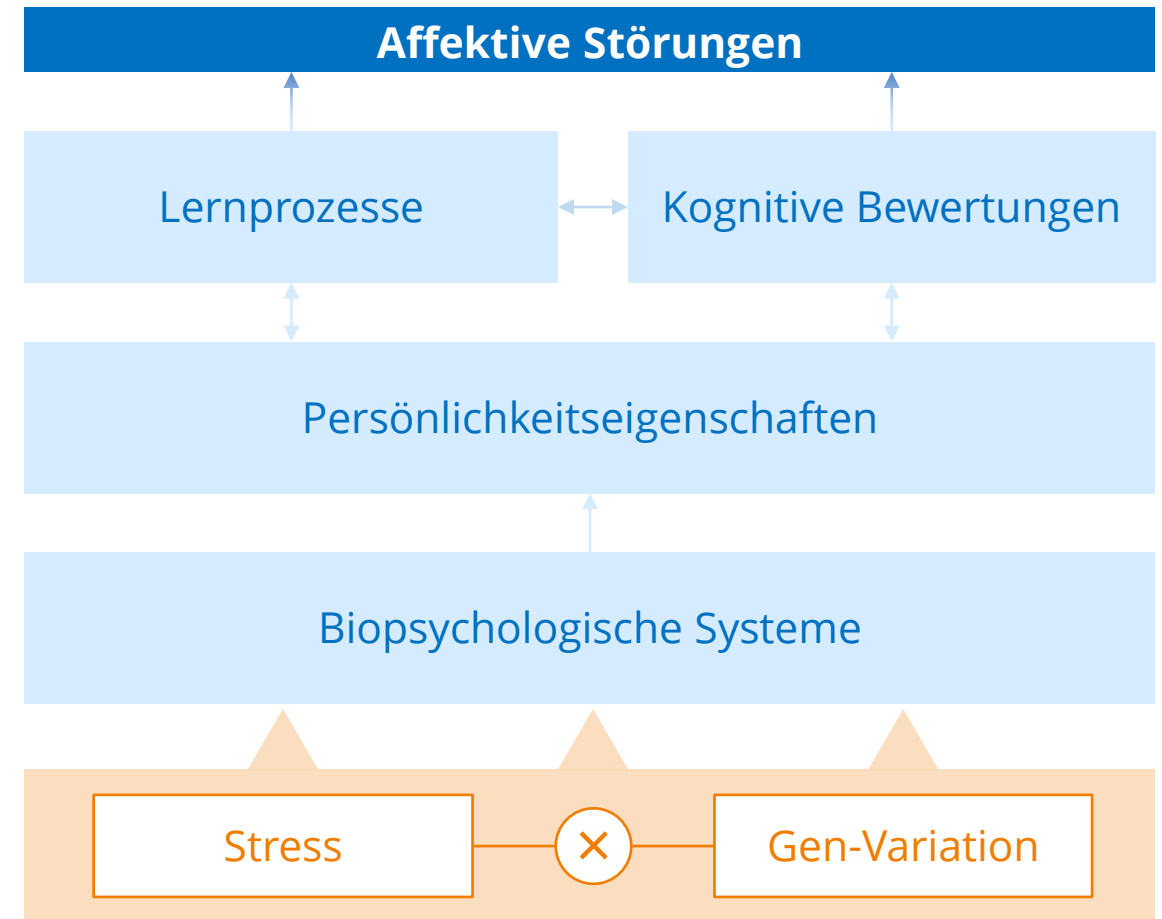 Affektive Störungen
Lernprozesse
Kognitive Bewertungen
Persönlichkeitseigenschaften
Biopsychologische Systeme
Stress
×
Gen-Variation